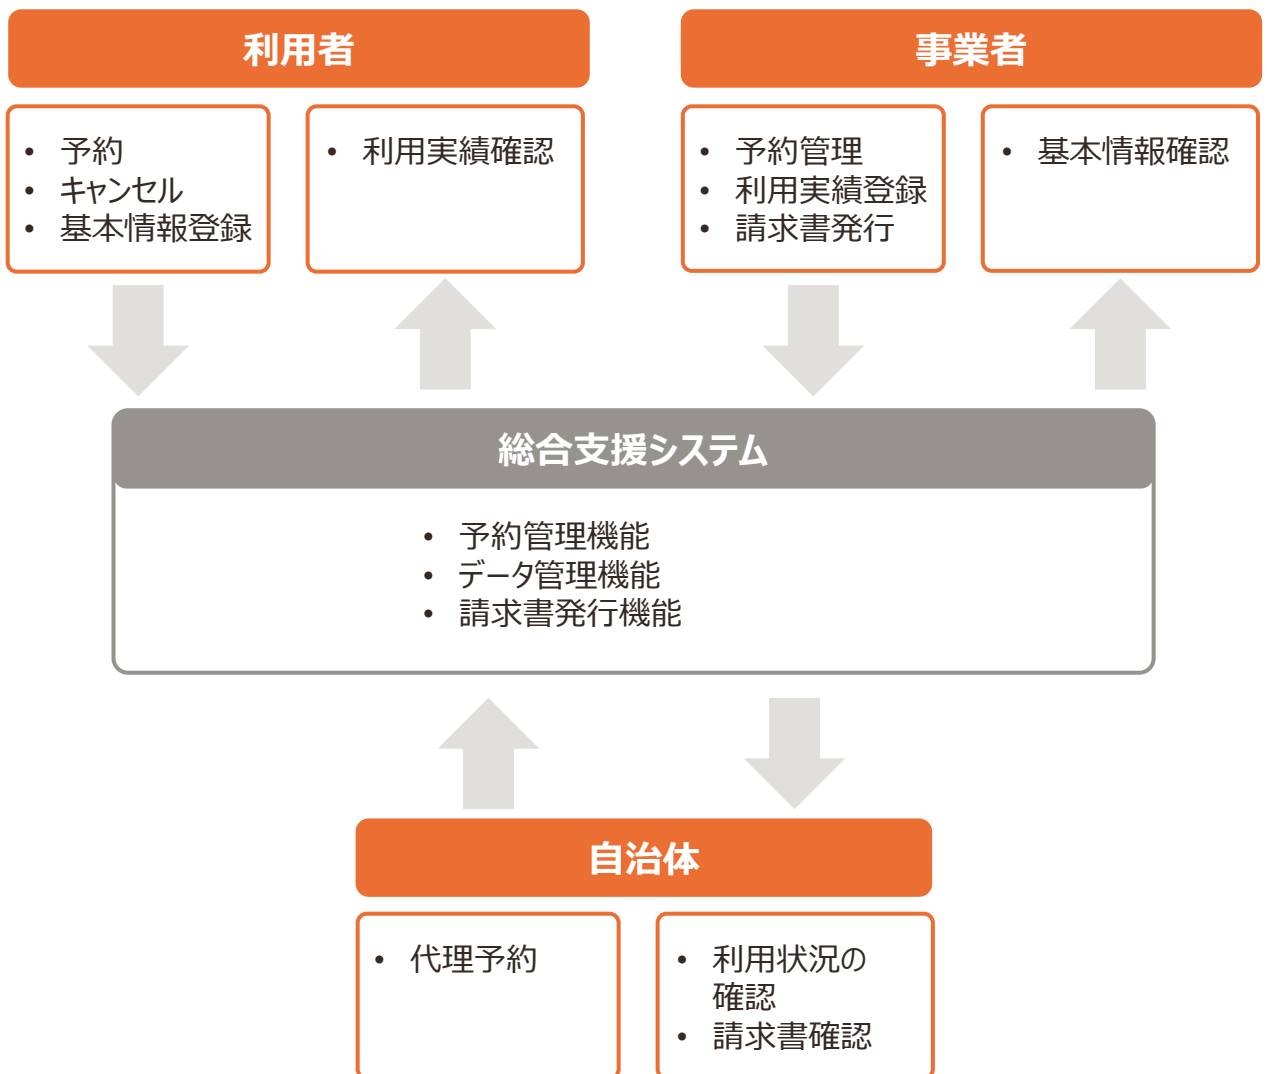 利用者
• 予約
• キャンセル
• 基本情報登録
• 利用実績確認
事業者
• 予約管理
• 利用実績登録
• 請求書発行
• 基本情報確認
総合支援システム
• 予約管理機能
• データ管理機能
• 請求書発行機能
自治体
• 代理予約
• 利用状況の
確認
• 請求書確認